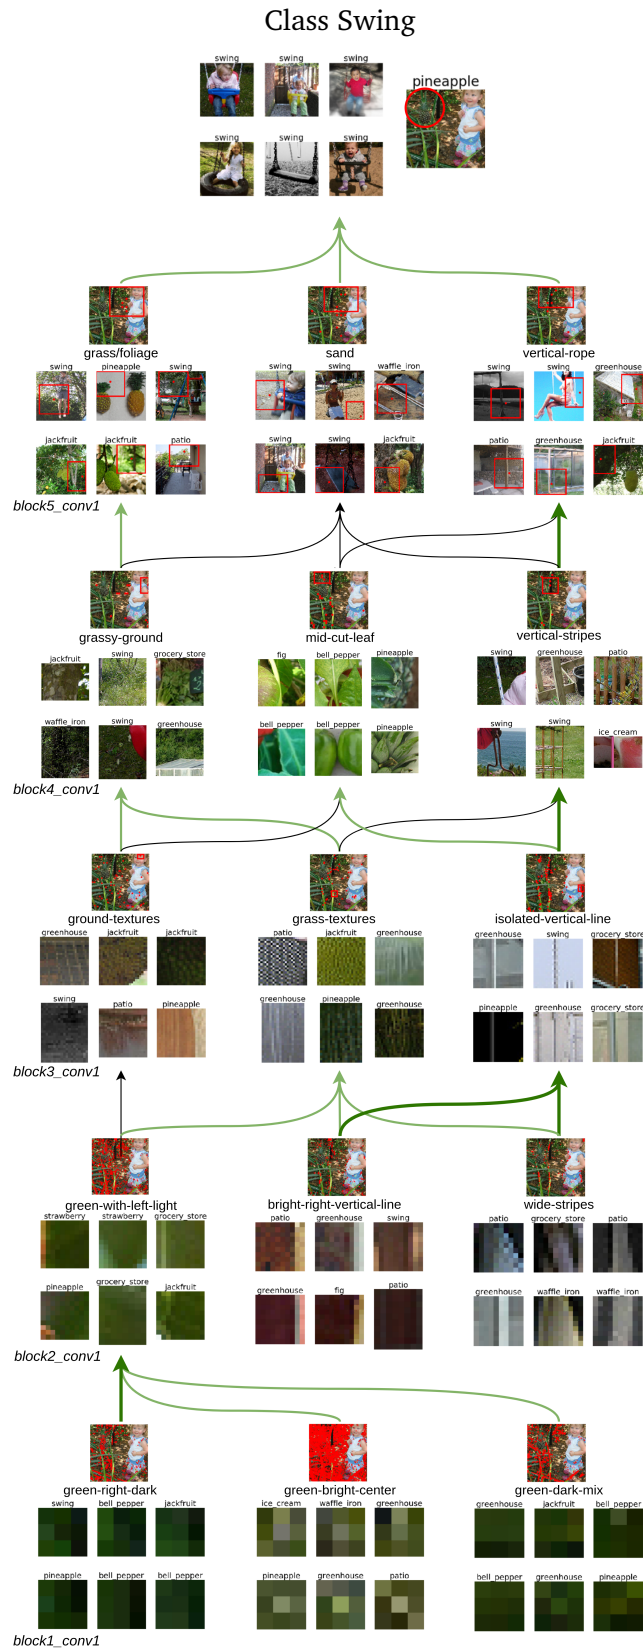 Class Swing
swing swing swing
pineapple
swing swing swing
grass/foliage sand vertical-rope
swing pineapple swing swing swing waffle_iron swing swing greenhouse
jackfruit jackfruit patio swing swing jackfruit patio greenhouse jackfruit
block5_conv1
grassy-ground mid-cut-leaf vertical-stripes
jackfruit swing grocery_store fig bell_pepper pineapple swing greenhouse patio
waffle_iron swing greenhouse bell_pepper bell_pepper pineapple swing swing ice_cream
block4_conv1
ground-textures grass-textures isolated-vertical-line
greenhouse jackfruit jackfruit patio jackfruit greenhouse greenhouse swing grocery_store
swing patio pineapple greenhouse pineapple greenhouse pineapple greenhouse grocery_store
block3_conv1
green-with-left-light bright-right-vertical-line wide-stripes
strawberry strawberry grocery_store patio greenhouse swing patio grocery_store patio
pineapple grocery_store jackfruit greenhouse fig patio greenhouse waffle_iron waffle_iron
block2_conv1
green-right-dark green-bright-center green-dark-mix
swing bell_pepper jackfruit ice_cream waffle_iron greenhouse greenhouse jackfruit bell_pepper
pineapple bell_pepper bell_pepper pineapple greenhouse patio bell_pepper greenhouse pineapple
block1_conv1